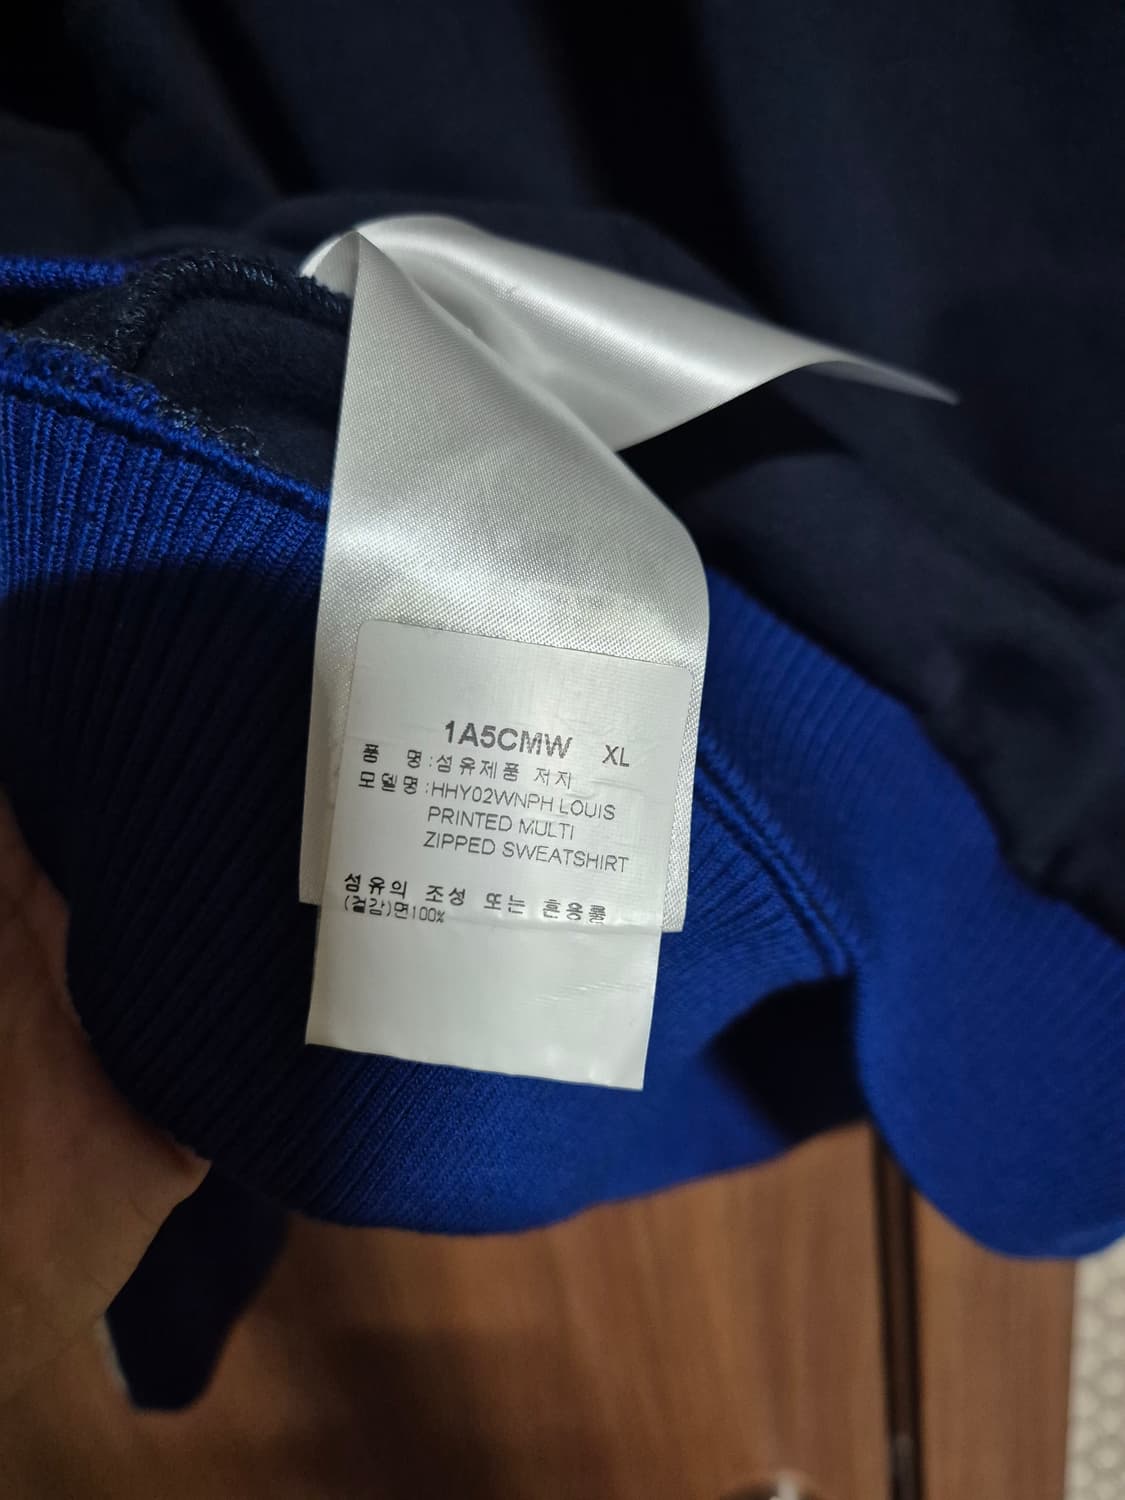 1A5CMW XL
품 명:섬유제품 저지
모델명:HHY02WNPH LOUIS
PRINTED MULTI
ZIPPED SWEATSHIRT
섬유의 조성 또는 혼용률
(겉감)면100%